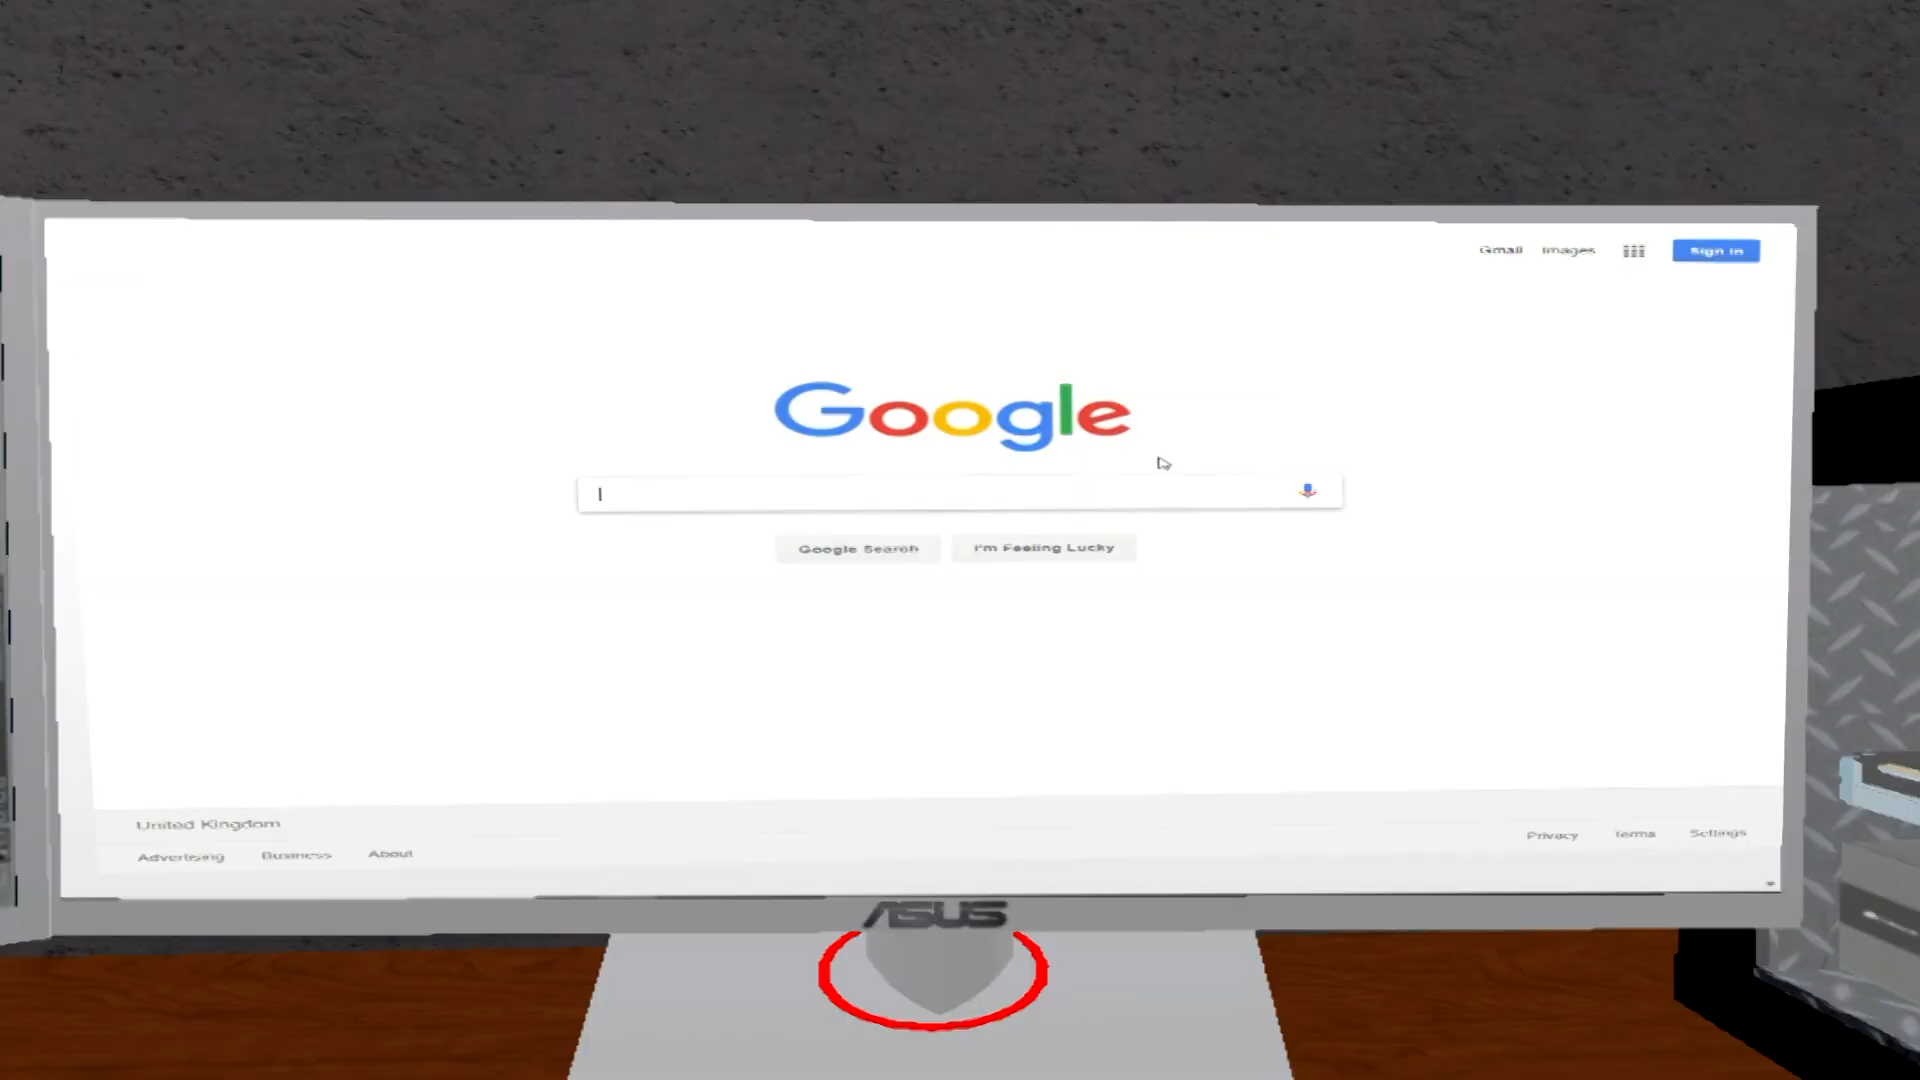 Gmail Images Sign in
Google
Google Search I'm Feeling Lucky
United Kingdom
Advertising Business About Privacy Terms Settings
ASUS